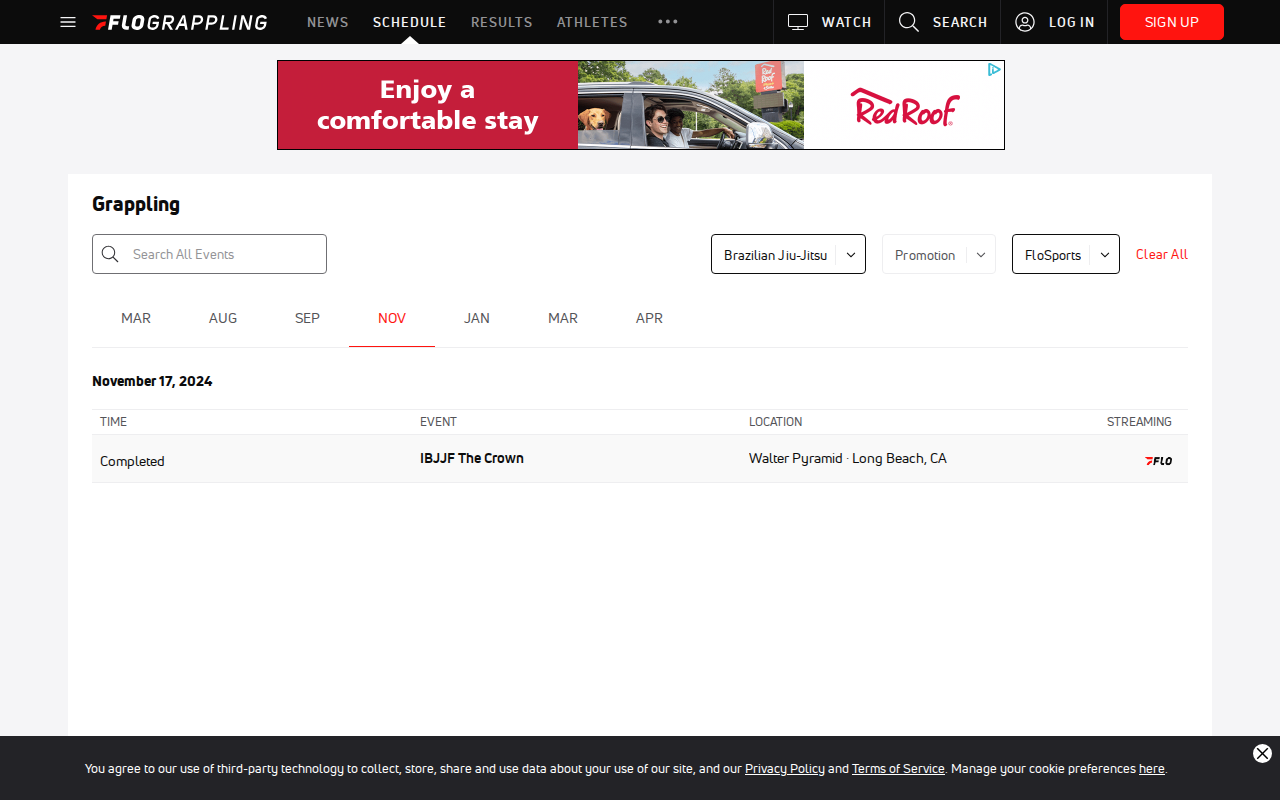 FLOGRAPPLING
NEWS
SCHEDULE
RESULTS
ATHLETES
WATCH
SEARCH
LOG IN
SIGN UP
Enjoy a
comfortable stay
Red Roof
Grappling
Search All Events
Brazilian Jiu-Jitsu
Promotion
FloSports
Clear All
MAR
AUG
SEP
NOV
JAN
MAR
APR
November 17, 2024
TIME
EVENT
LOCATION
STREAMING
Completed
IBJJF The Crown
Walter Pyramid · Long Beach, CA
FLO
You agree to our use of third-party technology to collect, store, share and use data about your use of our site, and our Privacy Policy and Terms of Service. Manage your cookie preferences here.